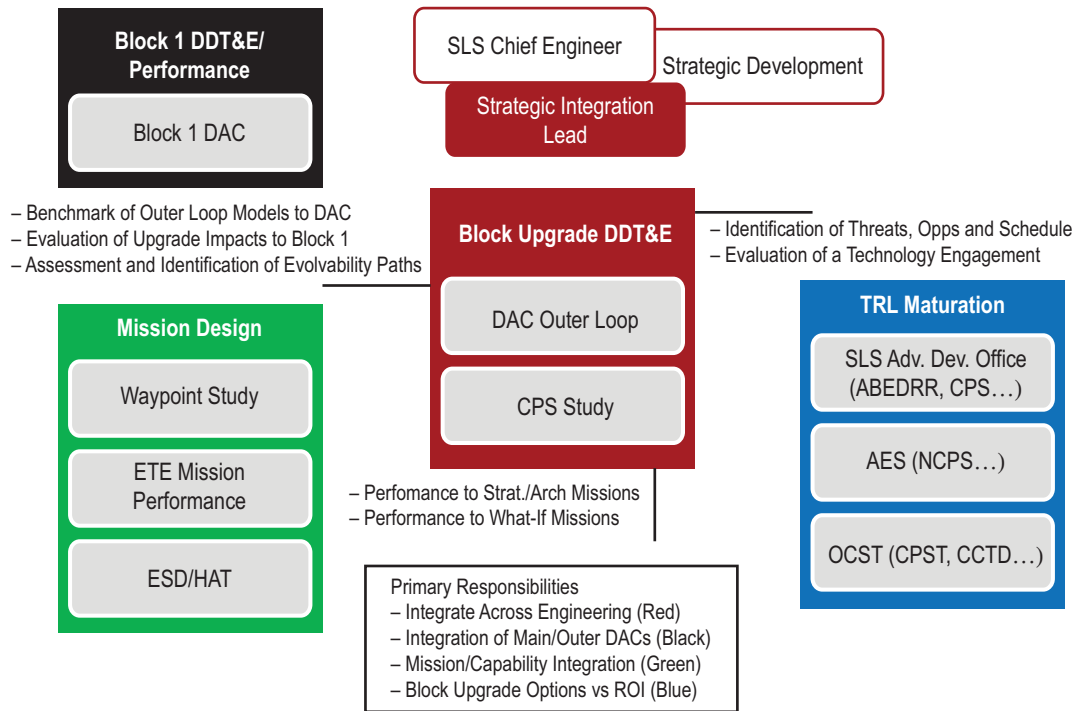 Block 1 DDT&E/
Performance
Block 1 DAC
SLS Chief Engineer
Strategic Development
Strategic Integration
Lead
– Benchmark of Outer Loop Models to DAC
– Evaluation of Upgrade Impacts to Block 1
– Assessment and Identification of Evolvability Paths
Block Upgrade DDT&E
DAC Outer Loop
CPS Study
– Identification of Threats, Opps and Schedule
– Evaluation of a Technology Engagement
Mission Design
Waypoint Study
ETE Mission
Performance
ESD/HAT
TRL Maturation
SLS Adv. Dev. Office
(ABEDRR, CPS…)
AES (NCPS…)
OCST (CPST, CCTD…)
– Perfomance to Strat./Arch Missions
– Performance to What-If Missions
Primary Responsibilities
– Integrate Across Engineering (Red)
– Integration of Main/Outer DACs (Black)
– Mission/Capability Integration (Green)
– Block Upgrade Options vs ROI (Blue)